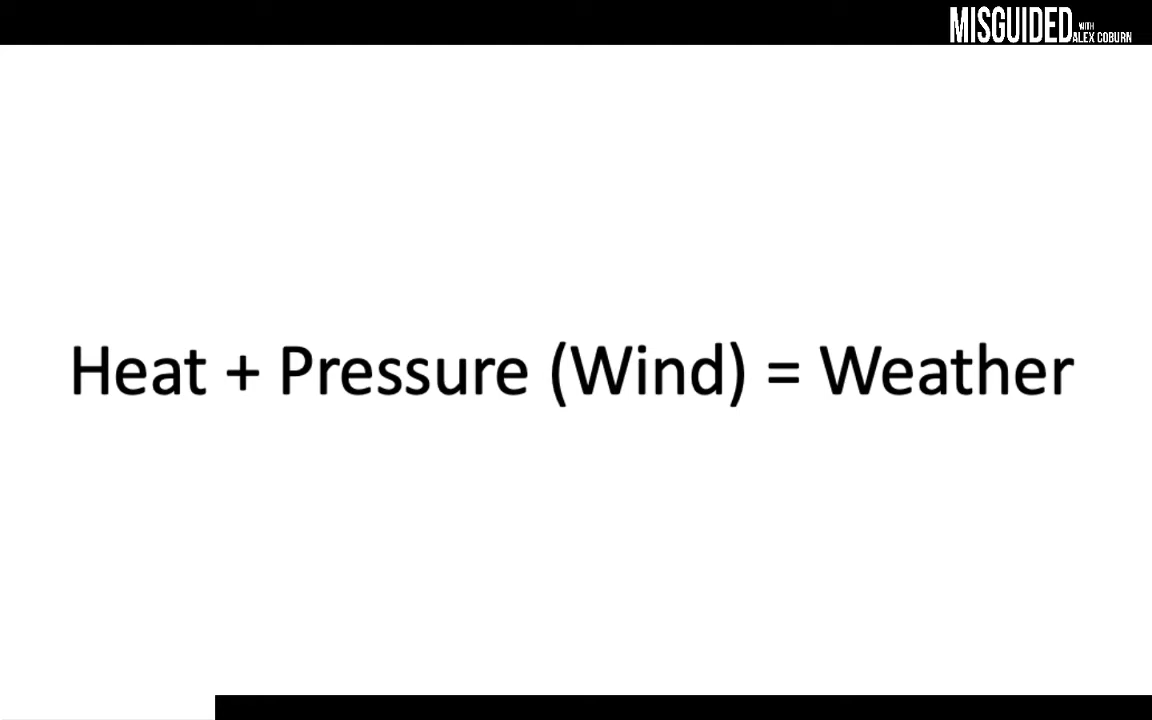 MISGUIDED WITH ALEX COBURN
Heat + Pressure (Wind) = Weather